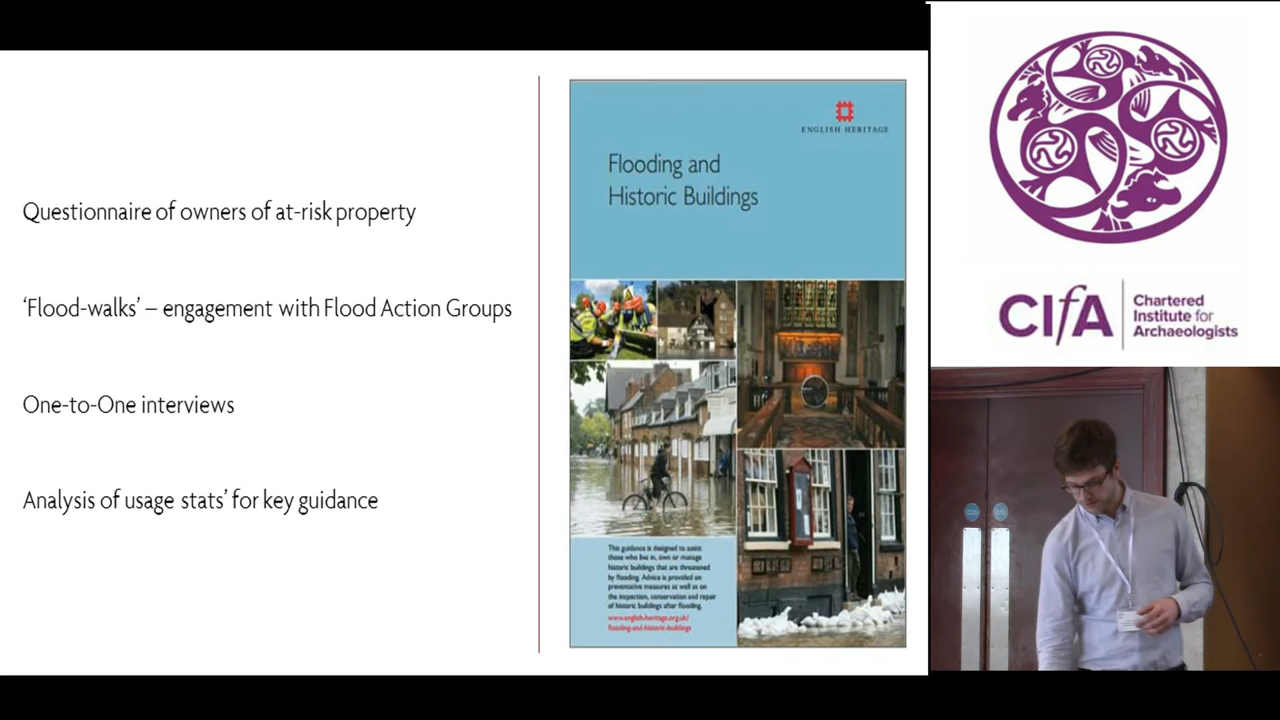 Questionnaire of owners of at-risk property
‘Flood-walks’ – engagement with Flood Action Groups
One-to-One interviews
Analysis of usage stats’ for key guidance
ENGLISH HERITAGE
Flooding and
Historic Buildings
This guidance is designed to assist
those who live in, own or manage
historic buildings that are threatened
by flooding. Advice is provided on
preventative measures as well as on
the inspection, conservation and repair
of historic buildings after flooding.
www.english-heritage.org.uk/
flooding-and-historic-buildings
CIfA
Chartered
Institute for
Archaeologists